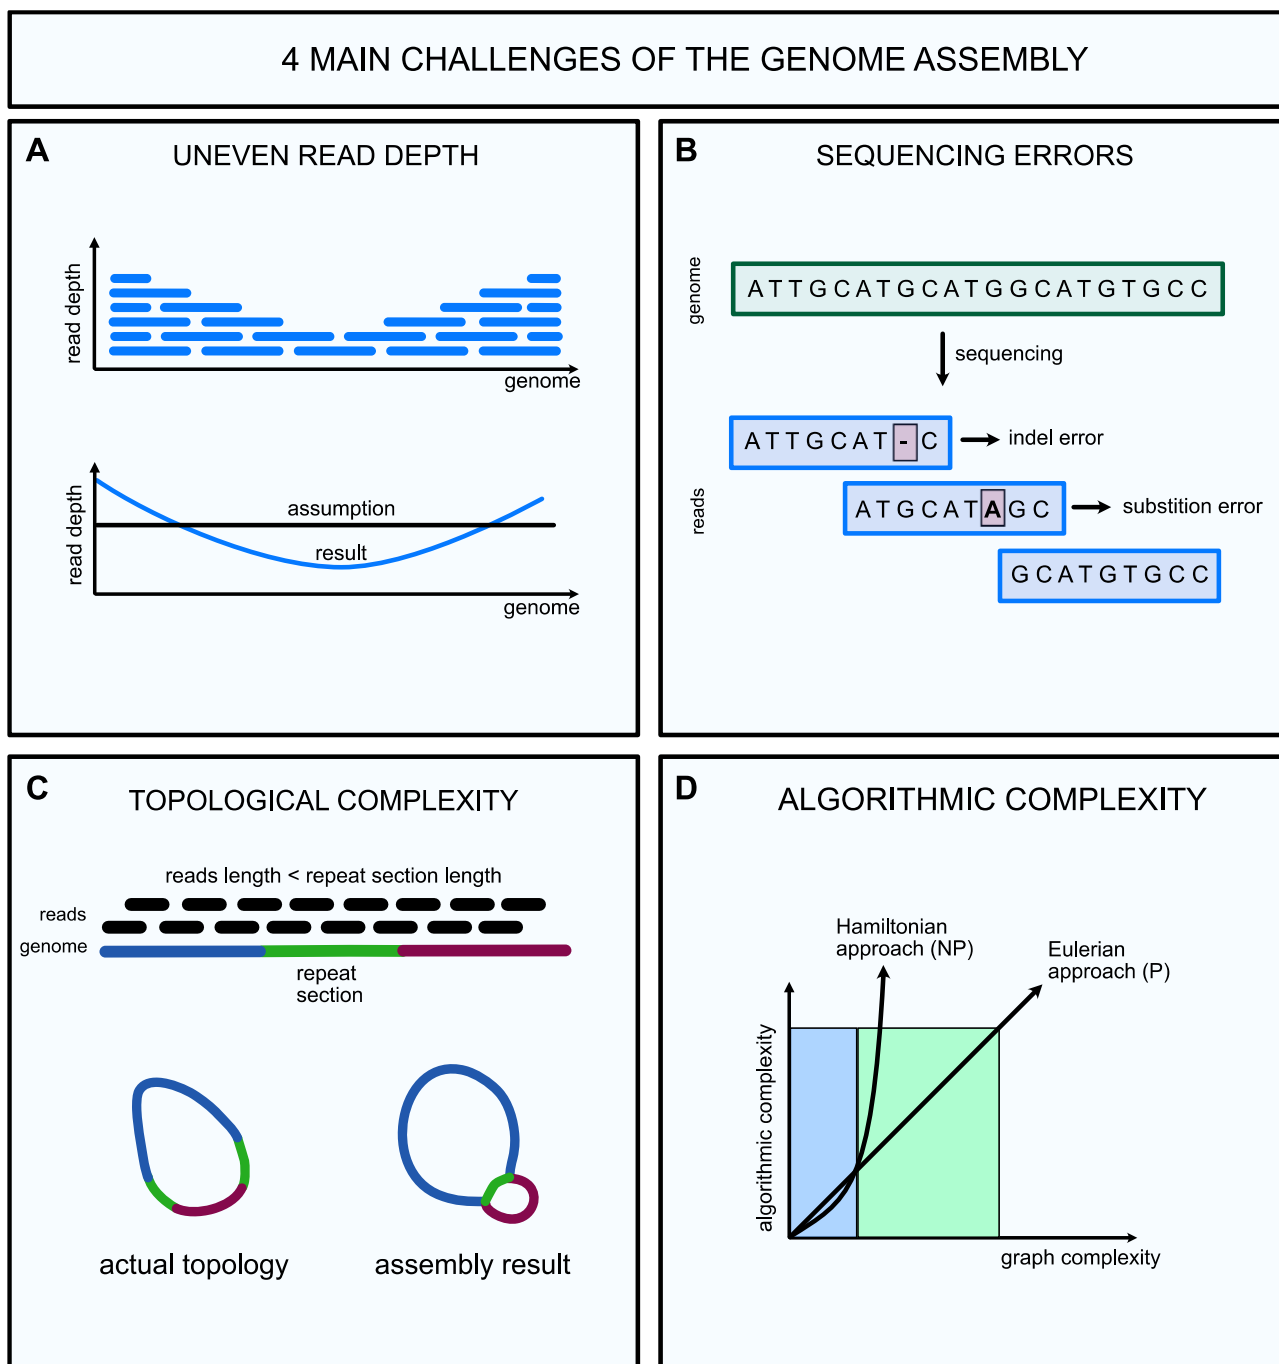 4 MAIN CHALLENGES OF THE GENOME ASSEMBLY
A
UNEVEN READ DEPTH
read depth
genome
read depth
assumption
result
genome
B
SEQUENCING ERRORS
genome
ATTGCATGCATGGCATGTGCC
sequencing
reads
ATTGCAT-C
indel error
ATGCATAGC
substition error
GCATGTGCC
C
TOPOLOGICAL COMPLEXITY
reads length < repeat section length
reads
genome
repeat
section
actual topology
assembly result
D
ALGORITHMIC COMPLEXITY
Hamiltonian
approach (NP)
Eulerian
approach (P)
algorithmic complexity
graph complexity